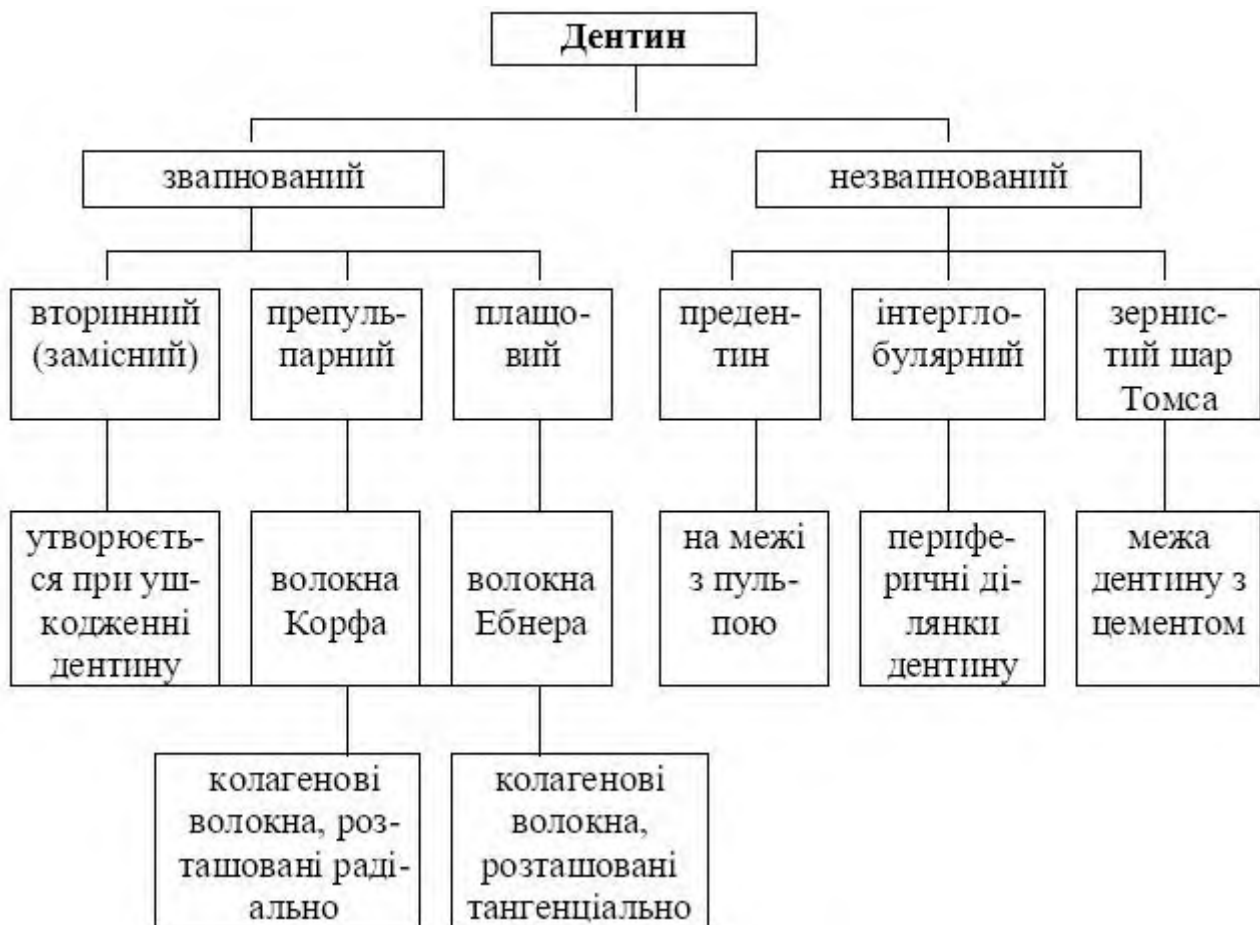 Дентин
звапнований
незвапнований
вторинний
(замісний)
препуль-
парний
плащо-
вий
преден-
тин
інтергло-
булярний
зернис-
тий шар
Томса
утворюєть-
ся при уш-
кодженні
дентину
волокна
Корфа
волокна
Ебнера
на межі
з пуль-
пою
перифе-
ричні ді-
лянки
дентину
межа
дентину з
цементом
колагенові
волокна, роз-
ташовані раді-
ально
колагенові
волокна,
розташовані
тангенціально